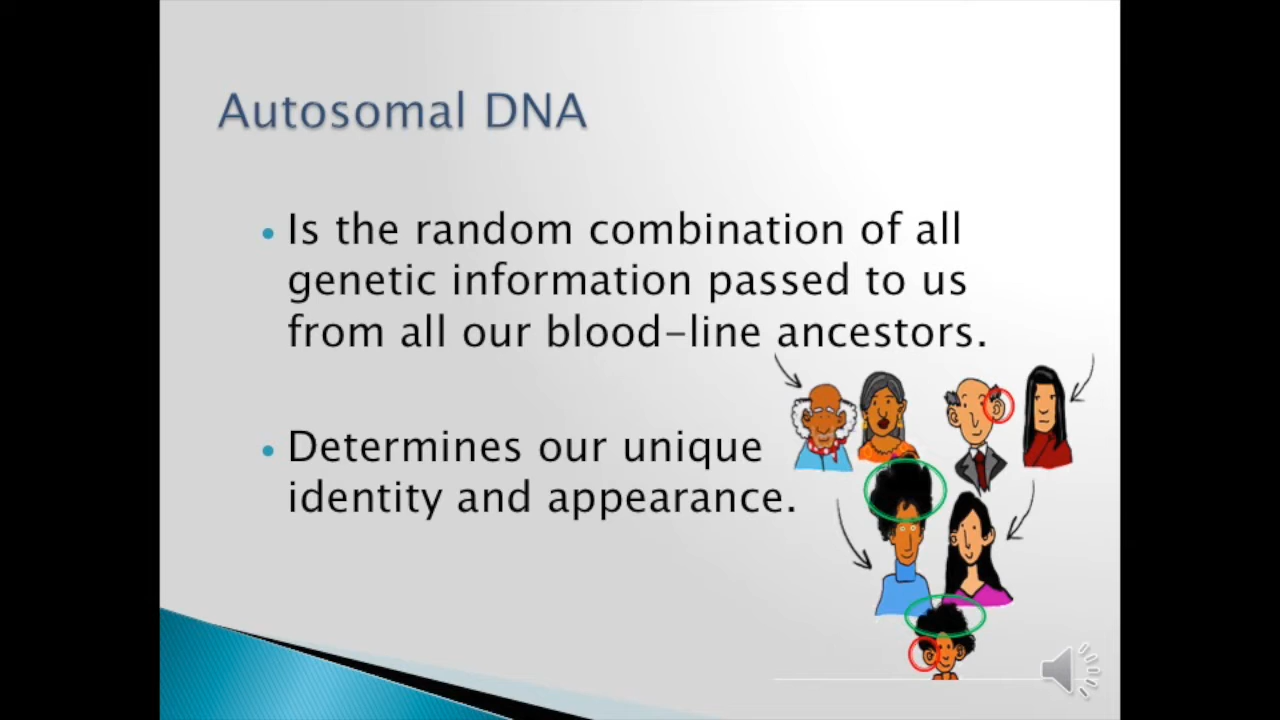 Autosomal DNA
• Is the random combination of all
genetic information passed to us
from all our blood-line ancestors.
• Determines our unique
identity and appearance.